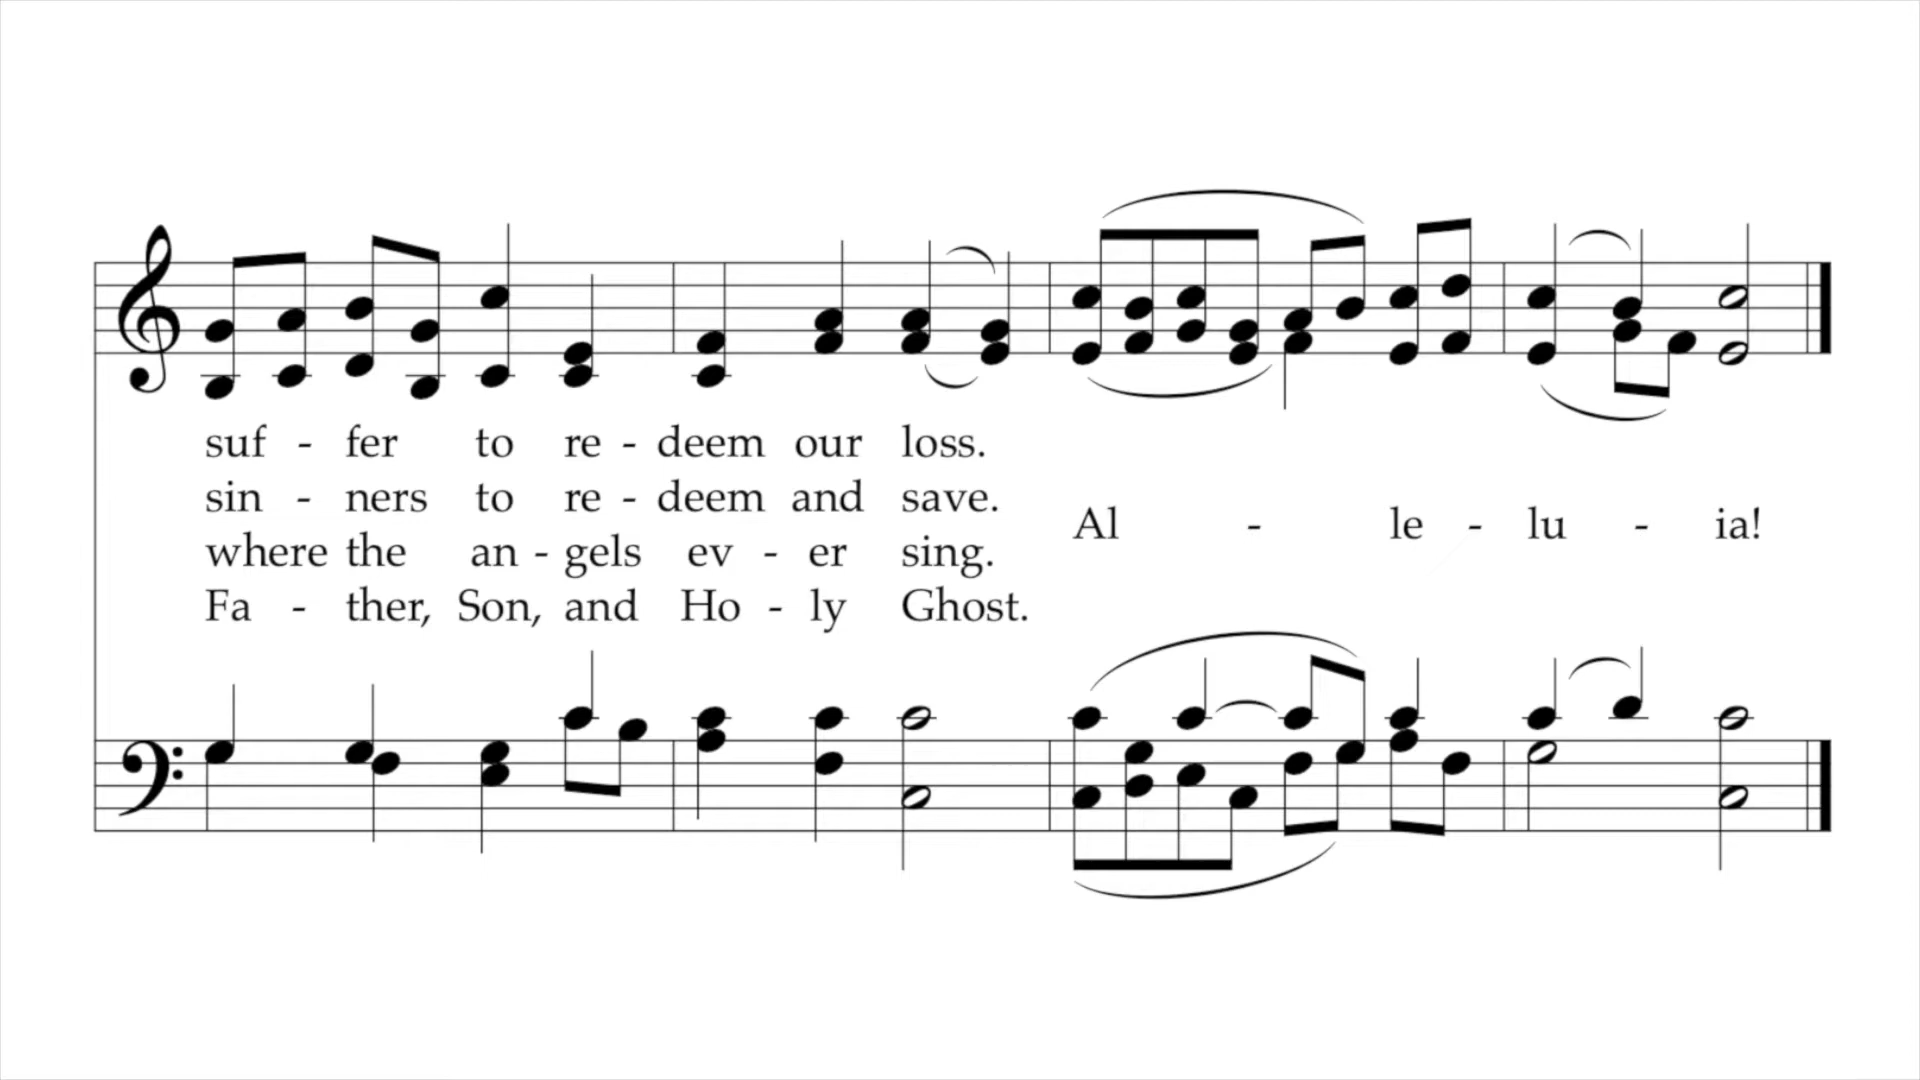 suf - fer to re - deem our loss.
sin - ners to re - deem and save.
Al - le - lu - ia!
where the an - gels ev - er sing.
Fa - ther, Son, and Ho - ly Ghost.